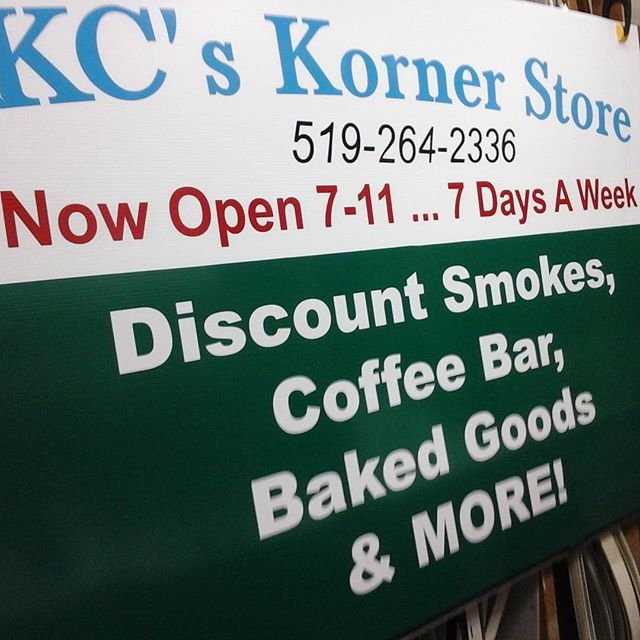 KC's Korner Store
519-264-2336
Now Open 7-11 ... 7 Days A Week
Discount Smokes,
Coffee Bar,
Baked Goods
& MORE!